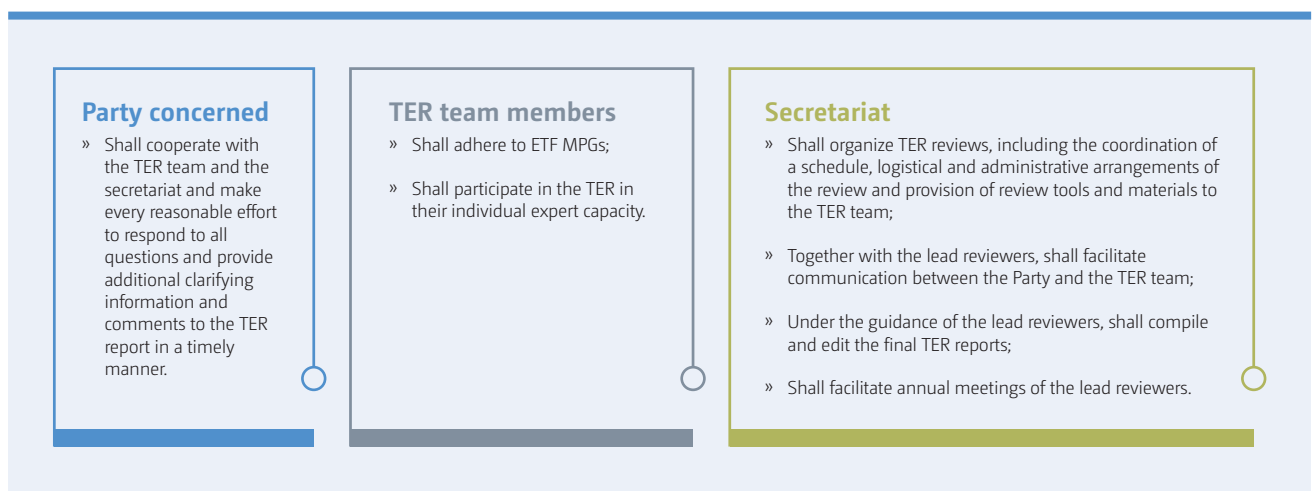 Party concerned
» Shall cooperate with
the TER team and the
secretariat and make
every reasonable effort
to respond to all
questions and provide
additional clarifying
information and
comments to the TER
report in a timely
manner.
TER team members
» Shall adhere to ETF MPGs;
» Shall participate in the TER in
their individual expert capacity.
Secretariat
» Shall organize TER reviews, including the coordination of
a schedule, logistical and administrative arrangements of
the review and provision of review tools and materials to
the TER team;
» Together with the lead reviewers, shall facilitate
communication between the Party and the TER team;
» Under the guidance of the lead reviewers, shall compile
and edit the final TER reports;
» Shall facilitate annual meetings of the lead reviewers.